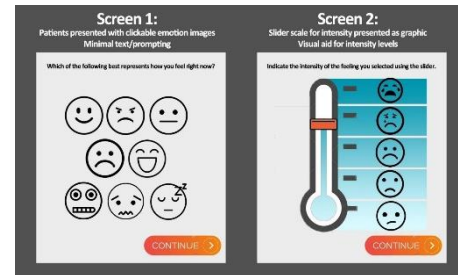 Screen 1:
Patients presented with clickable emotion images
Minimal text/prompting
Which of the following best represents how you feel right now?
z
z
z
CONTINUE
Screen 2:
Slider scale for intensity presented as graphic
Visual aid for intensity levels
Indicate the intensity of the feeling you selected using the slider.
CONTINUE